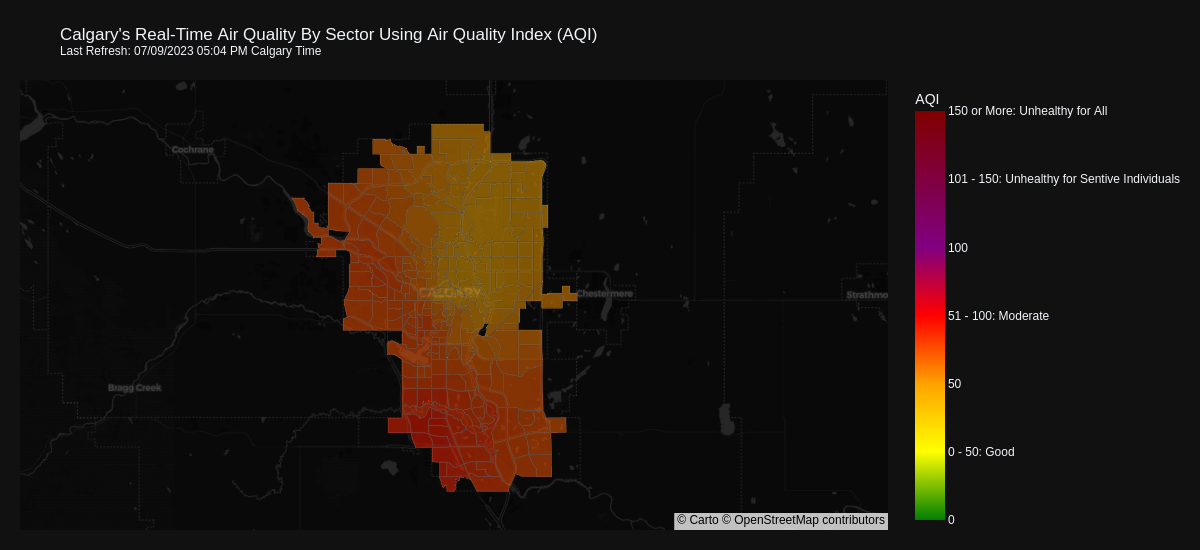 Calgary's Real-Time Air Quality By Sector Using Air Quality Index (AQI)
Last Refresh: 07/09/2023 05:04 PM Calgary Time
AQI
150 or More: Unhealthy for All
Cochrane
101 - 150: Unhealthy for Sentive Individuals
100
CALGARY
Chestermere
Strathmo
51 - 100: Moderate
Bragg Creek
50
0 - 50: Good
© Carto © OpenStreetMap contributors
0